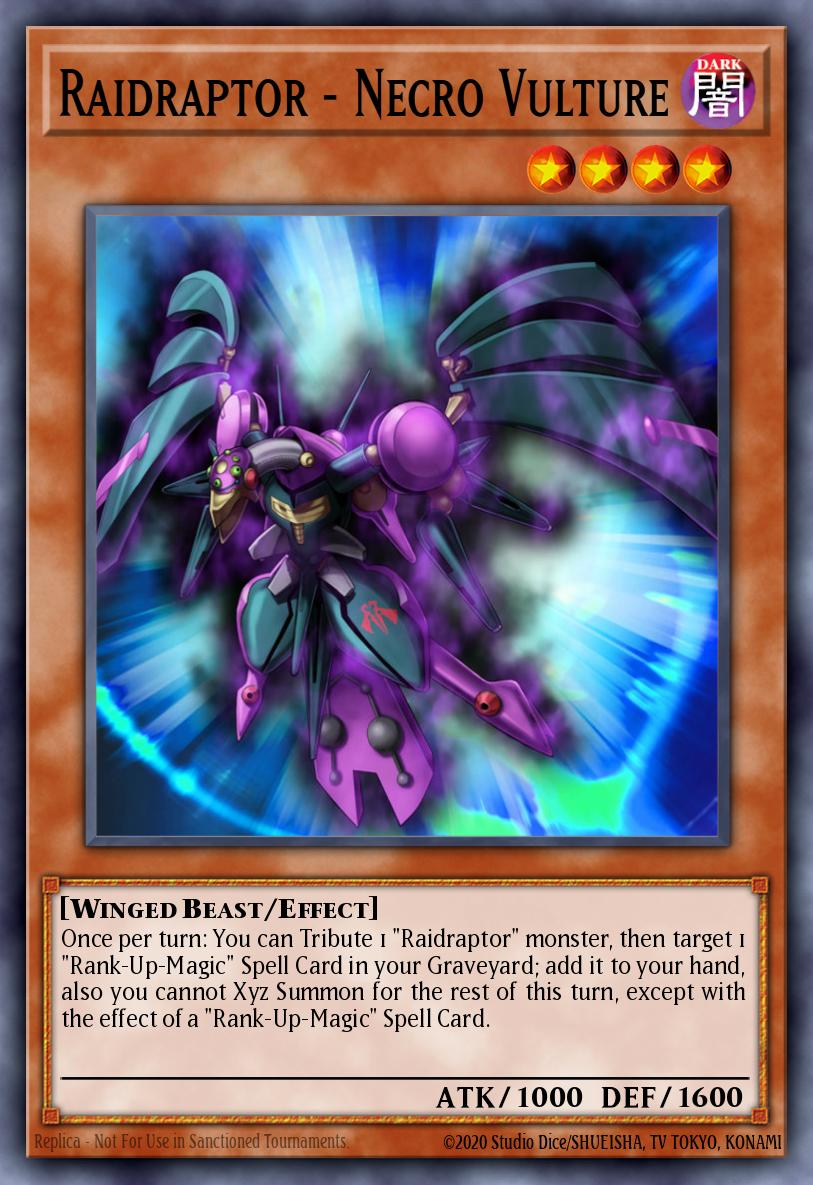 Raidraptor - Necro Vulture
DARK
闇
[Winged Beast/Effect]
Once per turn: You can Tribute 1 "Raidraptor" monster, then target 1
"Rank-Up-Magic" Spell Card in your Graveyard; add it to your hand,
also you cannot Xyz Summon for the rest of this turn, except with
the effect of a "Rank-Up-Magic" Spell Card.
ATK/1000 DEF/1600
Replica - Not For Use in Sanctioned Tournaments.
©2020 Studio Dice/SHUEISHA, TV TOKYO, KONAMI